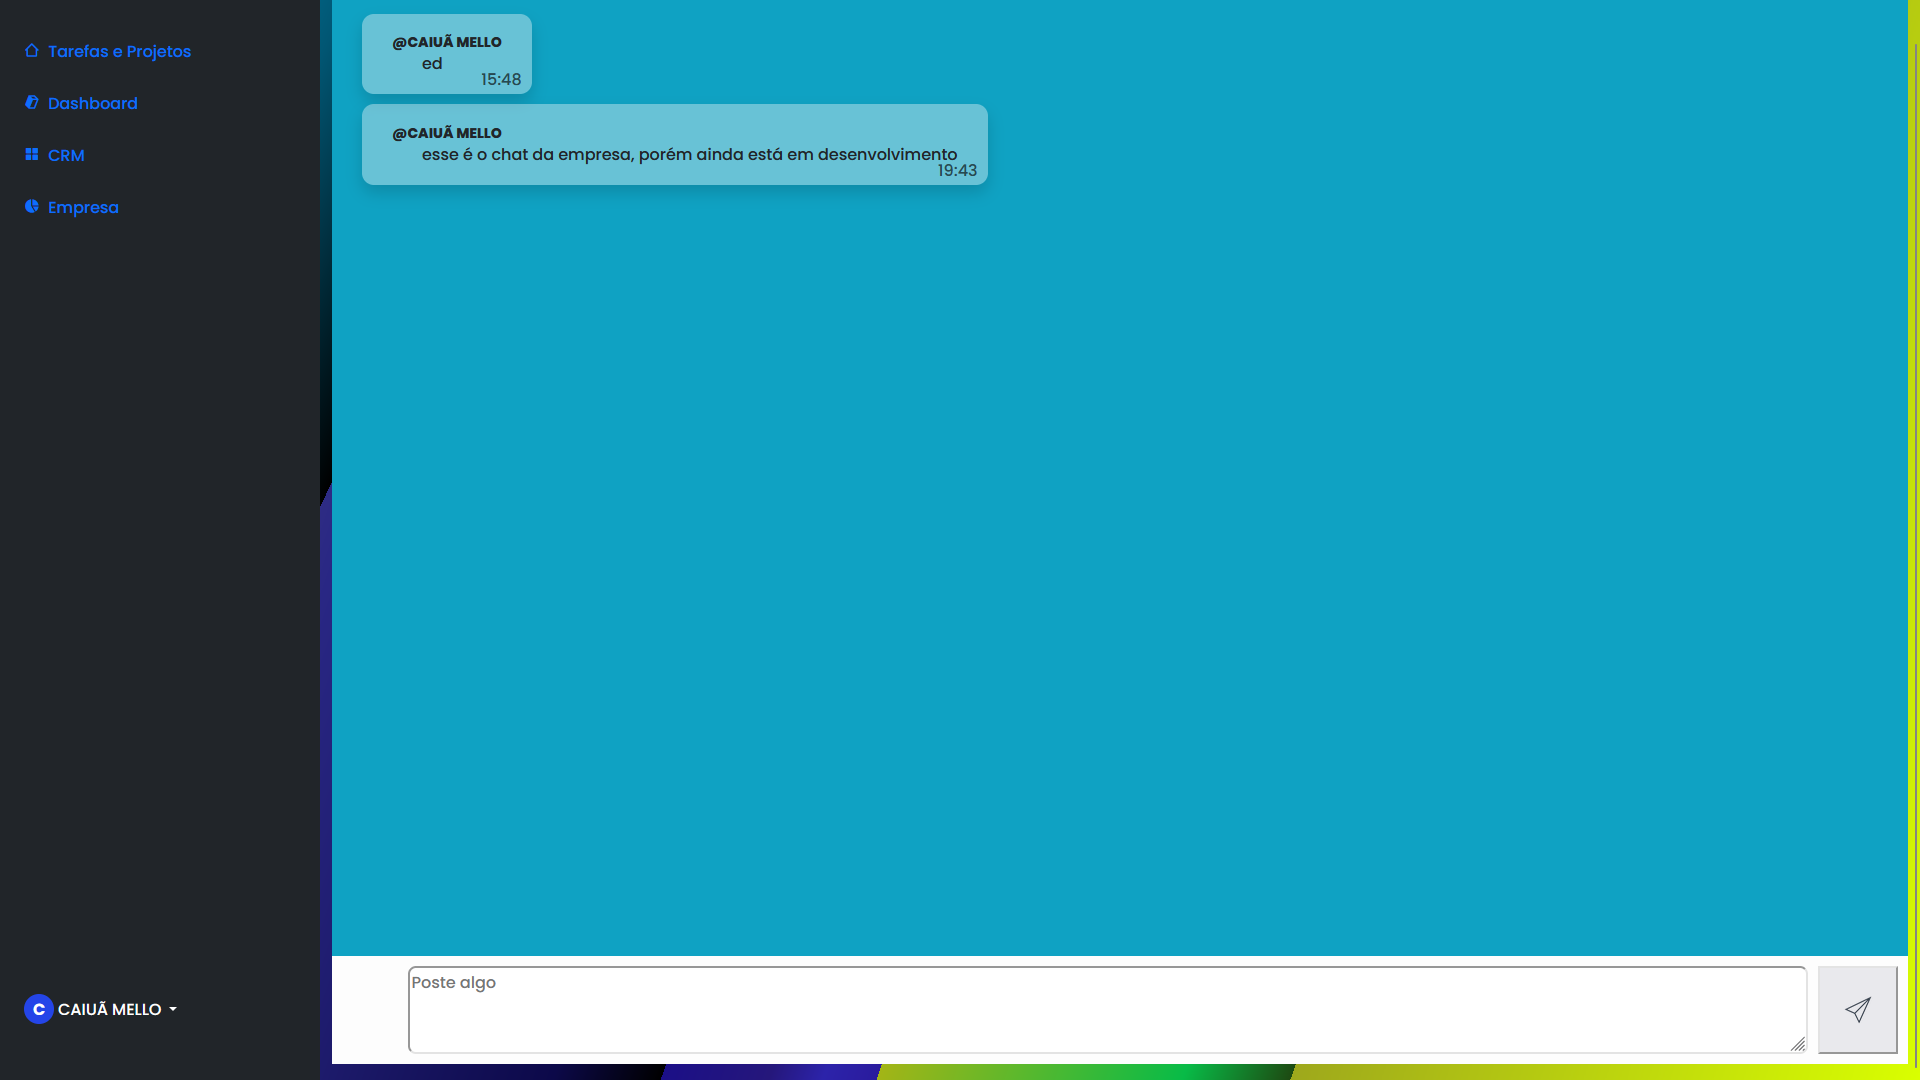 Tarefas e Projetos
Dashboard
CRM
Empresa
C CAIUÃ MELLO
@CAIUÃ MELLO
ed
15:48
@CAIUÃ MELLO
esse é o chat da empresa, porém ainda está em desenvolvimento
19:43
Poste algo